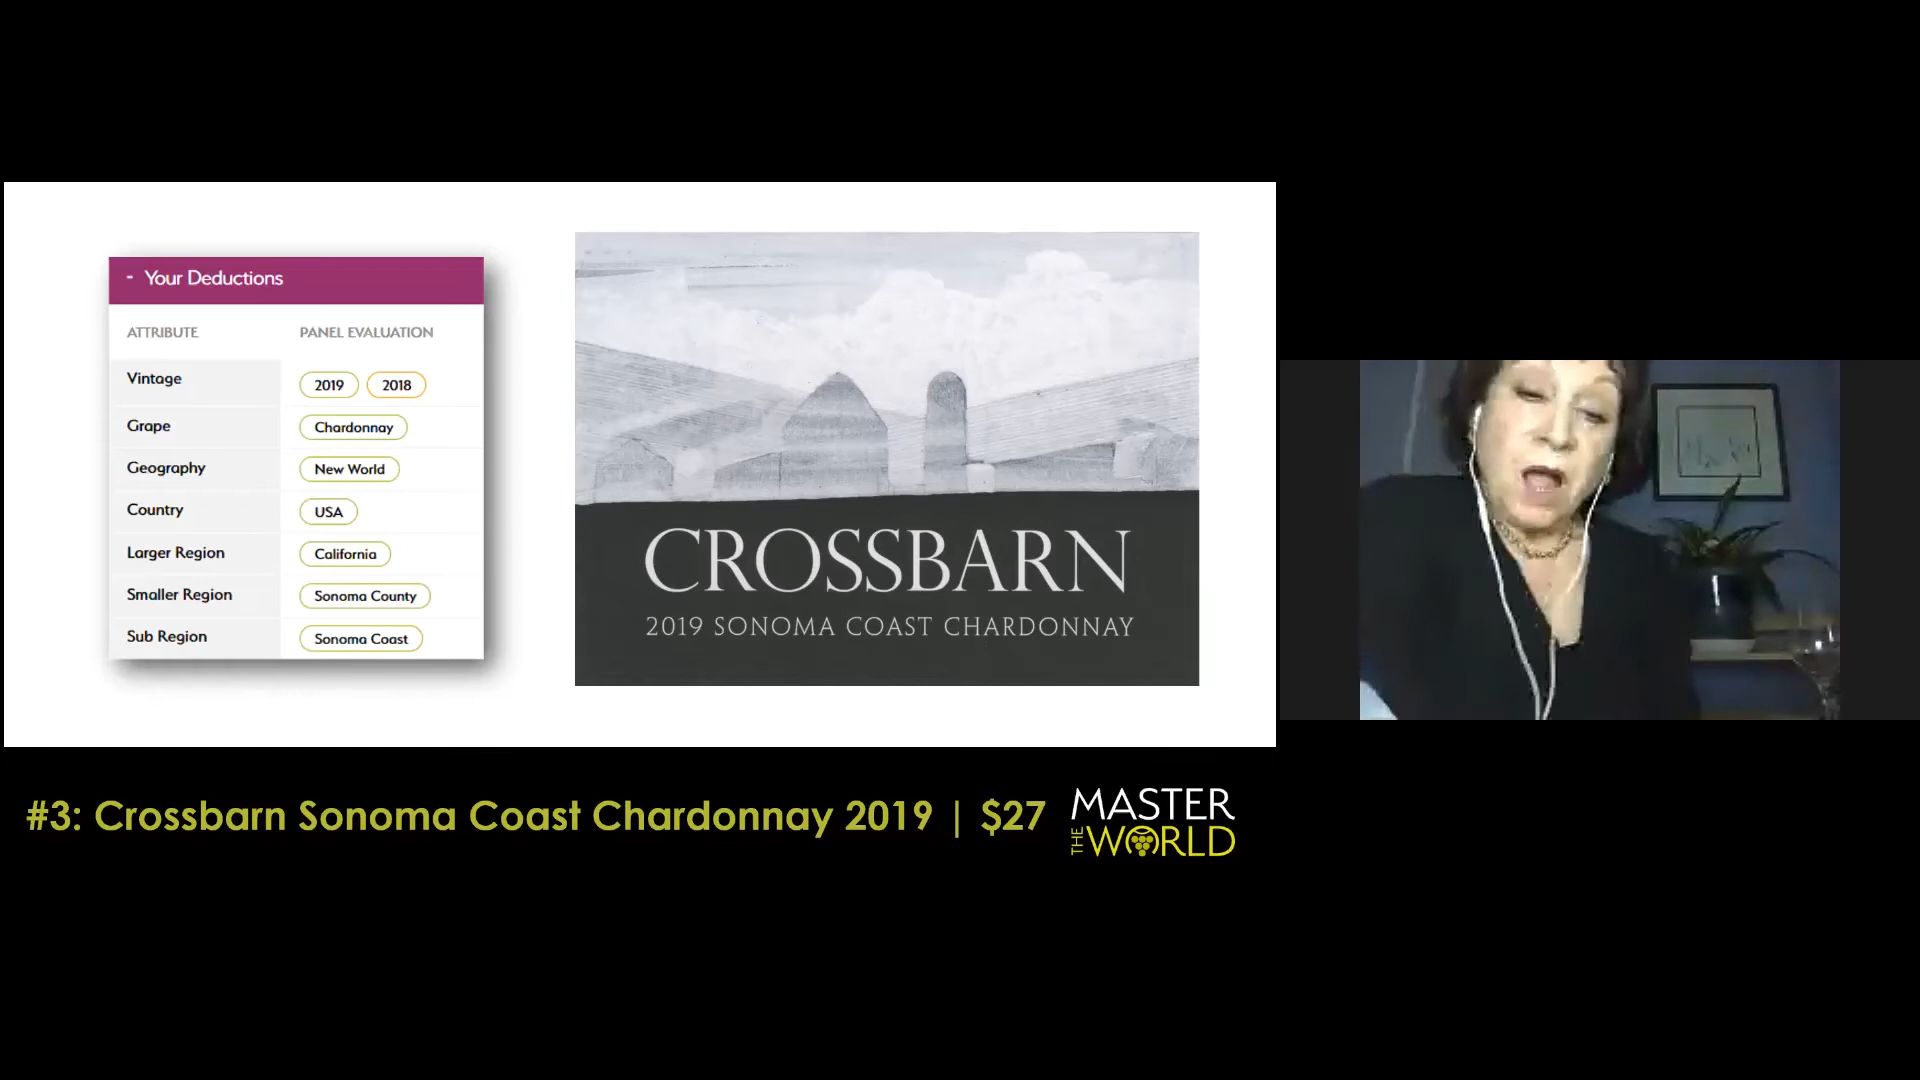 - Your Deductions
ATTRIBUTE PANEL EVALUATION
Vintage 2019 2018
Grape Chardonnay
Geography New World
Country USA
Larger Region California
Smaller Region Sonoma County
Sub Region Sonoma Coast
CROSSBARN
2019 SONOMA COAST CHARDONNAY
#3: Crossbarn Sonoma Coast Chardonnay 2019 | $27
MASTER
THE WORLD